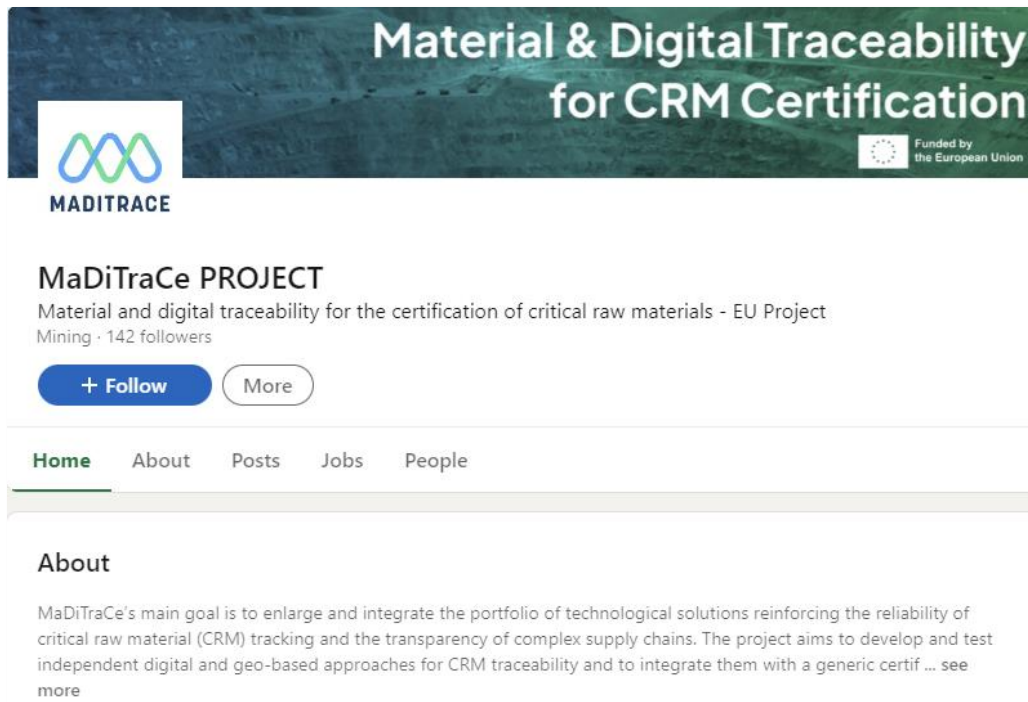 Material & Digital Traceability
for CRM Certification
Funded by
the European Union
MADITRACE
MaDiTraCe PROJECT
Material and digital traceability for the certification of critical raw materials - EU Project
Mining · 142 followers
+ Follow
More
Home About Posts Jobs People
About
MaDiTraCe's main goal is to enlarge and integrate the portfolio of technological solutions reinforcing the reliability of
critical raw material (CRM) tracking and the transparency of complex supply chains. The project aims to develop and test
independent digital and geo-based approaches for CRM traceability and to integrate them with a generic certif ... see
more